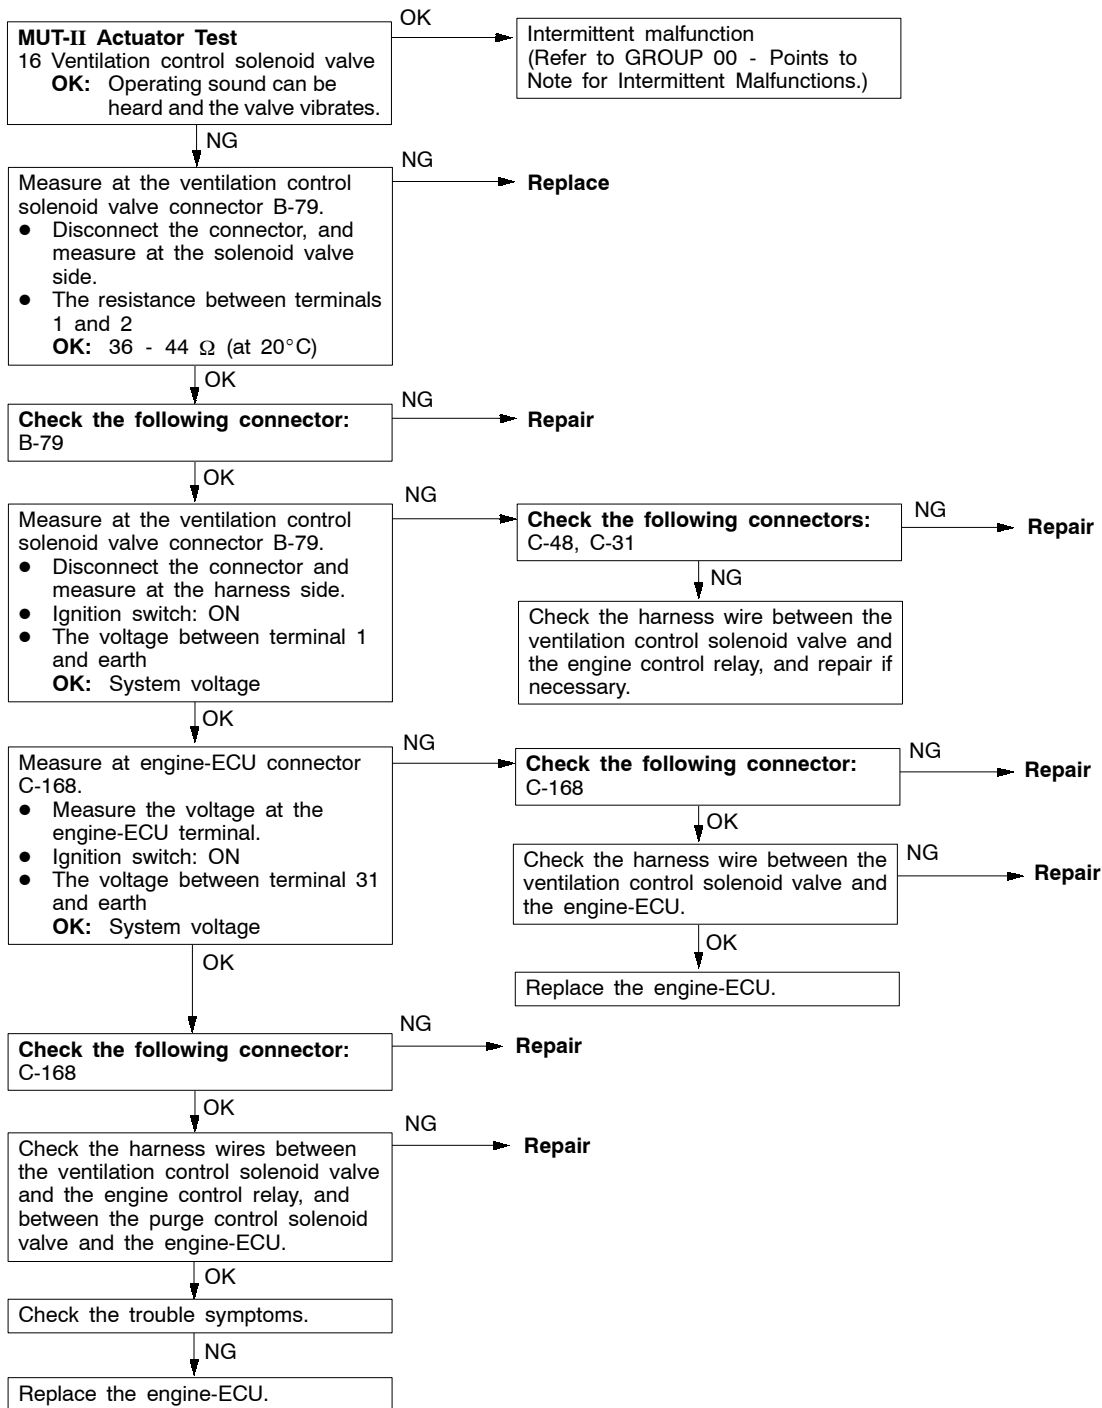 MUT-II Actuator Test
16 Ventilation control solenoid valve
OK: Operating sound can be
heard and the valve vibrates.
OK
Intermittent malfunction
(Refer to GROUP 00 - Points to
Note for Intermittent Malfunctions.)
NG
Measure at the ventilation control
solenoid valve connector B-79.
● Disconnect the connector, and
measure at the solenoid valve
side.
● The resistance between terminals
1 and 2
OK: 36 - 44 Ω (at 20°C)
NG
Replace
OK
Check the following connector:
B-79
NG
Repair
OK
Measure at the ventilation control
solenoid valve connector B-79.
● Disconnect the connector and
measure at the harness side.
● Ignition switch: ON
● The voltage between terminal 1
and earth
OK: System voltage
NG
Check the following connectors:
C-48, C-31
NG
Repair
NG
Check the harness wire between the
ventilation control solenoid valve and
the engine control relay, and repair if
necessary.
OK
Measure at engine-ECU connector
C-168.
● Measure the voltage at the
engine-ECU terminal.
● Ignition switch: ON
● The voltage between terminal 31
and earth
OK: System voltage
NG
Check the following connector:
C-168
NG
Repair
OK
Check the harness wire between the
ventilation control solenoid valve and
the engine-ECU.
NG
Repair
OK
Replace the engine-ECU.
OK
Check the following connector:
C-168
NG
Repair
OK
Check the harness wires between
the ventilation control solenoid valve
and the engine control relay, and
between the purge control solenoid
valve and the engine-ECU.
NG
Repair
OK
Check the trouble symptoms.
NG
Replace the engine-ECU.